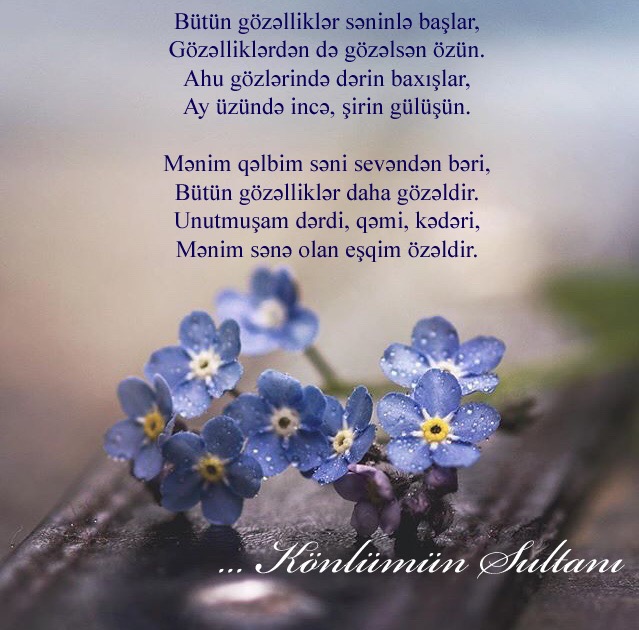 Bütün gözəlliklər səninlə başlar,
Gözəlliklərdən də gözəlsən özün.
Ahu gözlərində dərin baxışlar,
Ay üzündə incə, şirin gülüşün.
Mənim qəlbim səni sevəndən bəri,
Bütün gözəlliklər daha gözəldir.
Unutmuşam dərdi, qəmi, kədəri,
Mənim sənə olan eşqim özəldir.
... Könlümün Sultanı